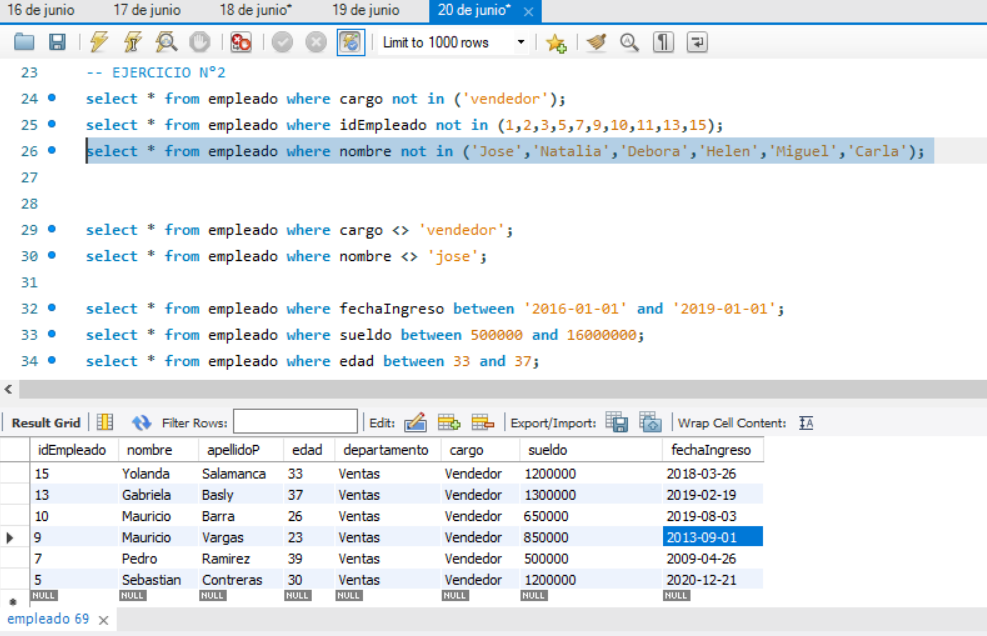 16 de junio 17 de junio 18 de junio* 19 de junio 20 de junio* ×
Limit to 1000 rows
23 -- EJERCICIO Nº2
24 select * from empleado where cargo not in ('vendedor');
25 select * from empleado where idEmpleado not in (1,2,3,5,7,9,10,11,13,15);
26 select * from empleado where nombre not in ('Jose','Natalia','Debora','Helen','Miguel','Carla');
27
28
29 select * from empleado where cargo <> 'vendedor';
30 select * from empleado where nombre <> 'jose';
31
32 select * from empleado where fechaIngreso between '2016-01-01' and '2019-01-01';
33 select * from empleado where sueldo between 500000 and 16000000;
34 select * from empleado where edad between 33 and 37;
Result Grid Filter Rows: Edit: Export/Import: Wrap Cell Content:
idEmpleado nombre apellidoP edad departamento cargo sueldo fechaIngreso
15 Yolanda Salamanca 33 Ventas Vendedor 1200000 2018-03-26
13 Gabriela Basly 37 Ventas Vendedor 1300000 2019-02-19
10 Mauricio Barra 26 Ventas Vendedor 650000 2019-08-03
9 Mauricio Vargas 23 Ventas Vendedor 850000 2013-09-01
7 Pedro Ramirez 39 Ventas Vendedor 500000 2009-04-26
5 Sebastian Contreras 30 Ventas Vendedor 1200000 2020-12-21
NULL NULL NULL NULL NULL NULL NULL NULL
empleado 69 ×